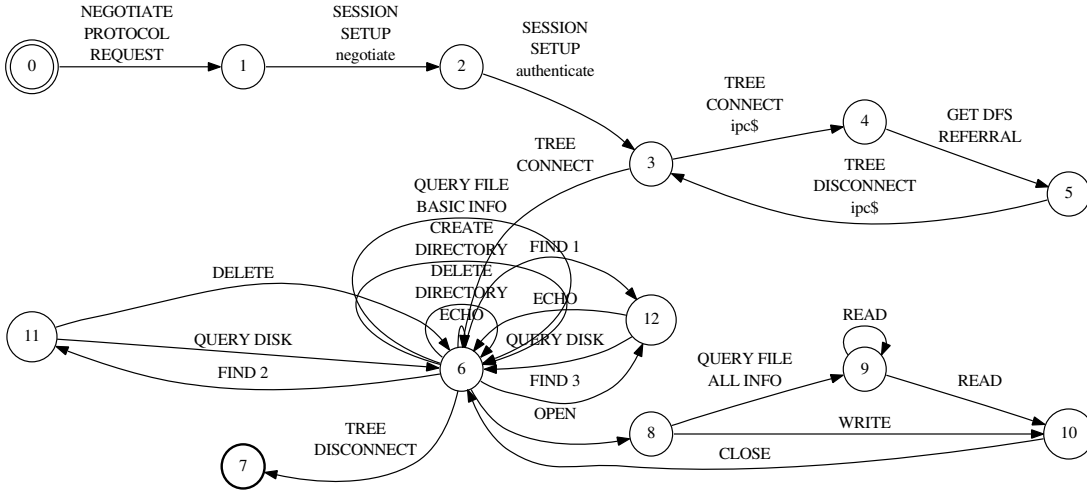 NEGOTIATE
PROTOCOL
REQUEST
SESSION
SETUP
negotiate
SESSION
SETUP
authenticate
0
1
2
TREE
CONNECT
ipc$
4
GET DFS
REFERRAL
TREE
CONNECT
3
TREE
DISCONNECT
ipc$
5
QUERY FILE
BASIC INFO
CREATE
DIRECTORY
DELETE
DIRECTORY
ECHO
FIND 1
DELETE
ECHO
12
READ
11
QUERY DISK
QUERY DISK
FIND 2
6
FIND 3
QUERY FILE
ALL INFO
9
READ
OPEN
8
WRITE
10
TREE
DISCONNECT
CLOSE
7